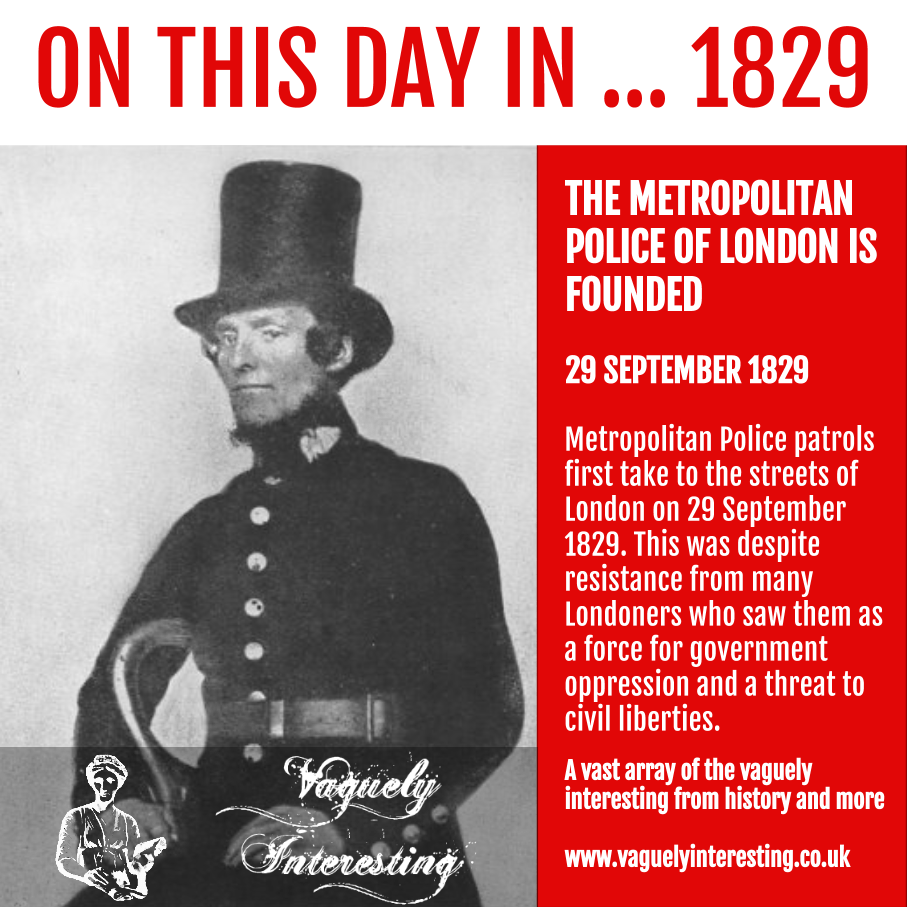 ON THIS DAY IN ... 1829
THE METROPOLITAN
POLICE OF LONDON IS
FOUNDED
29 SEPTEMBER 1829
Metropolitan Police patrols
first take to the streets of
London on 29 September
1829. This was despite
resistance from many
Londoners who saw them as
a force for government
oppression and a threat to
civil liberties.
A vast array of the vaguely
interesting from history and more
www.vaguelyinteresting.co.uk
Vaguely
Interesting